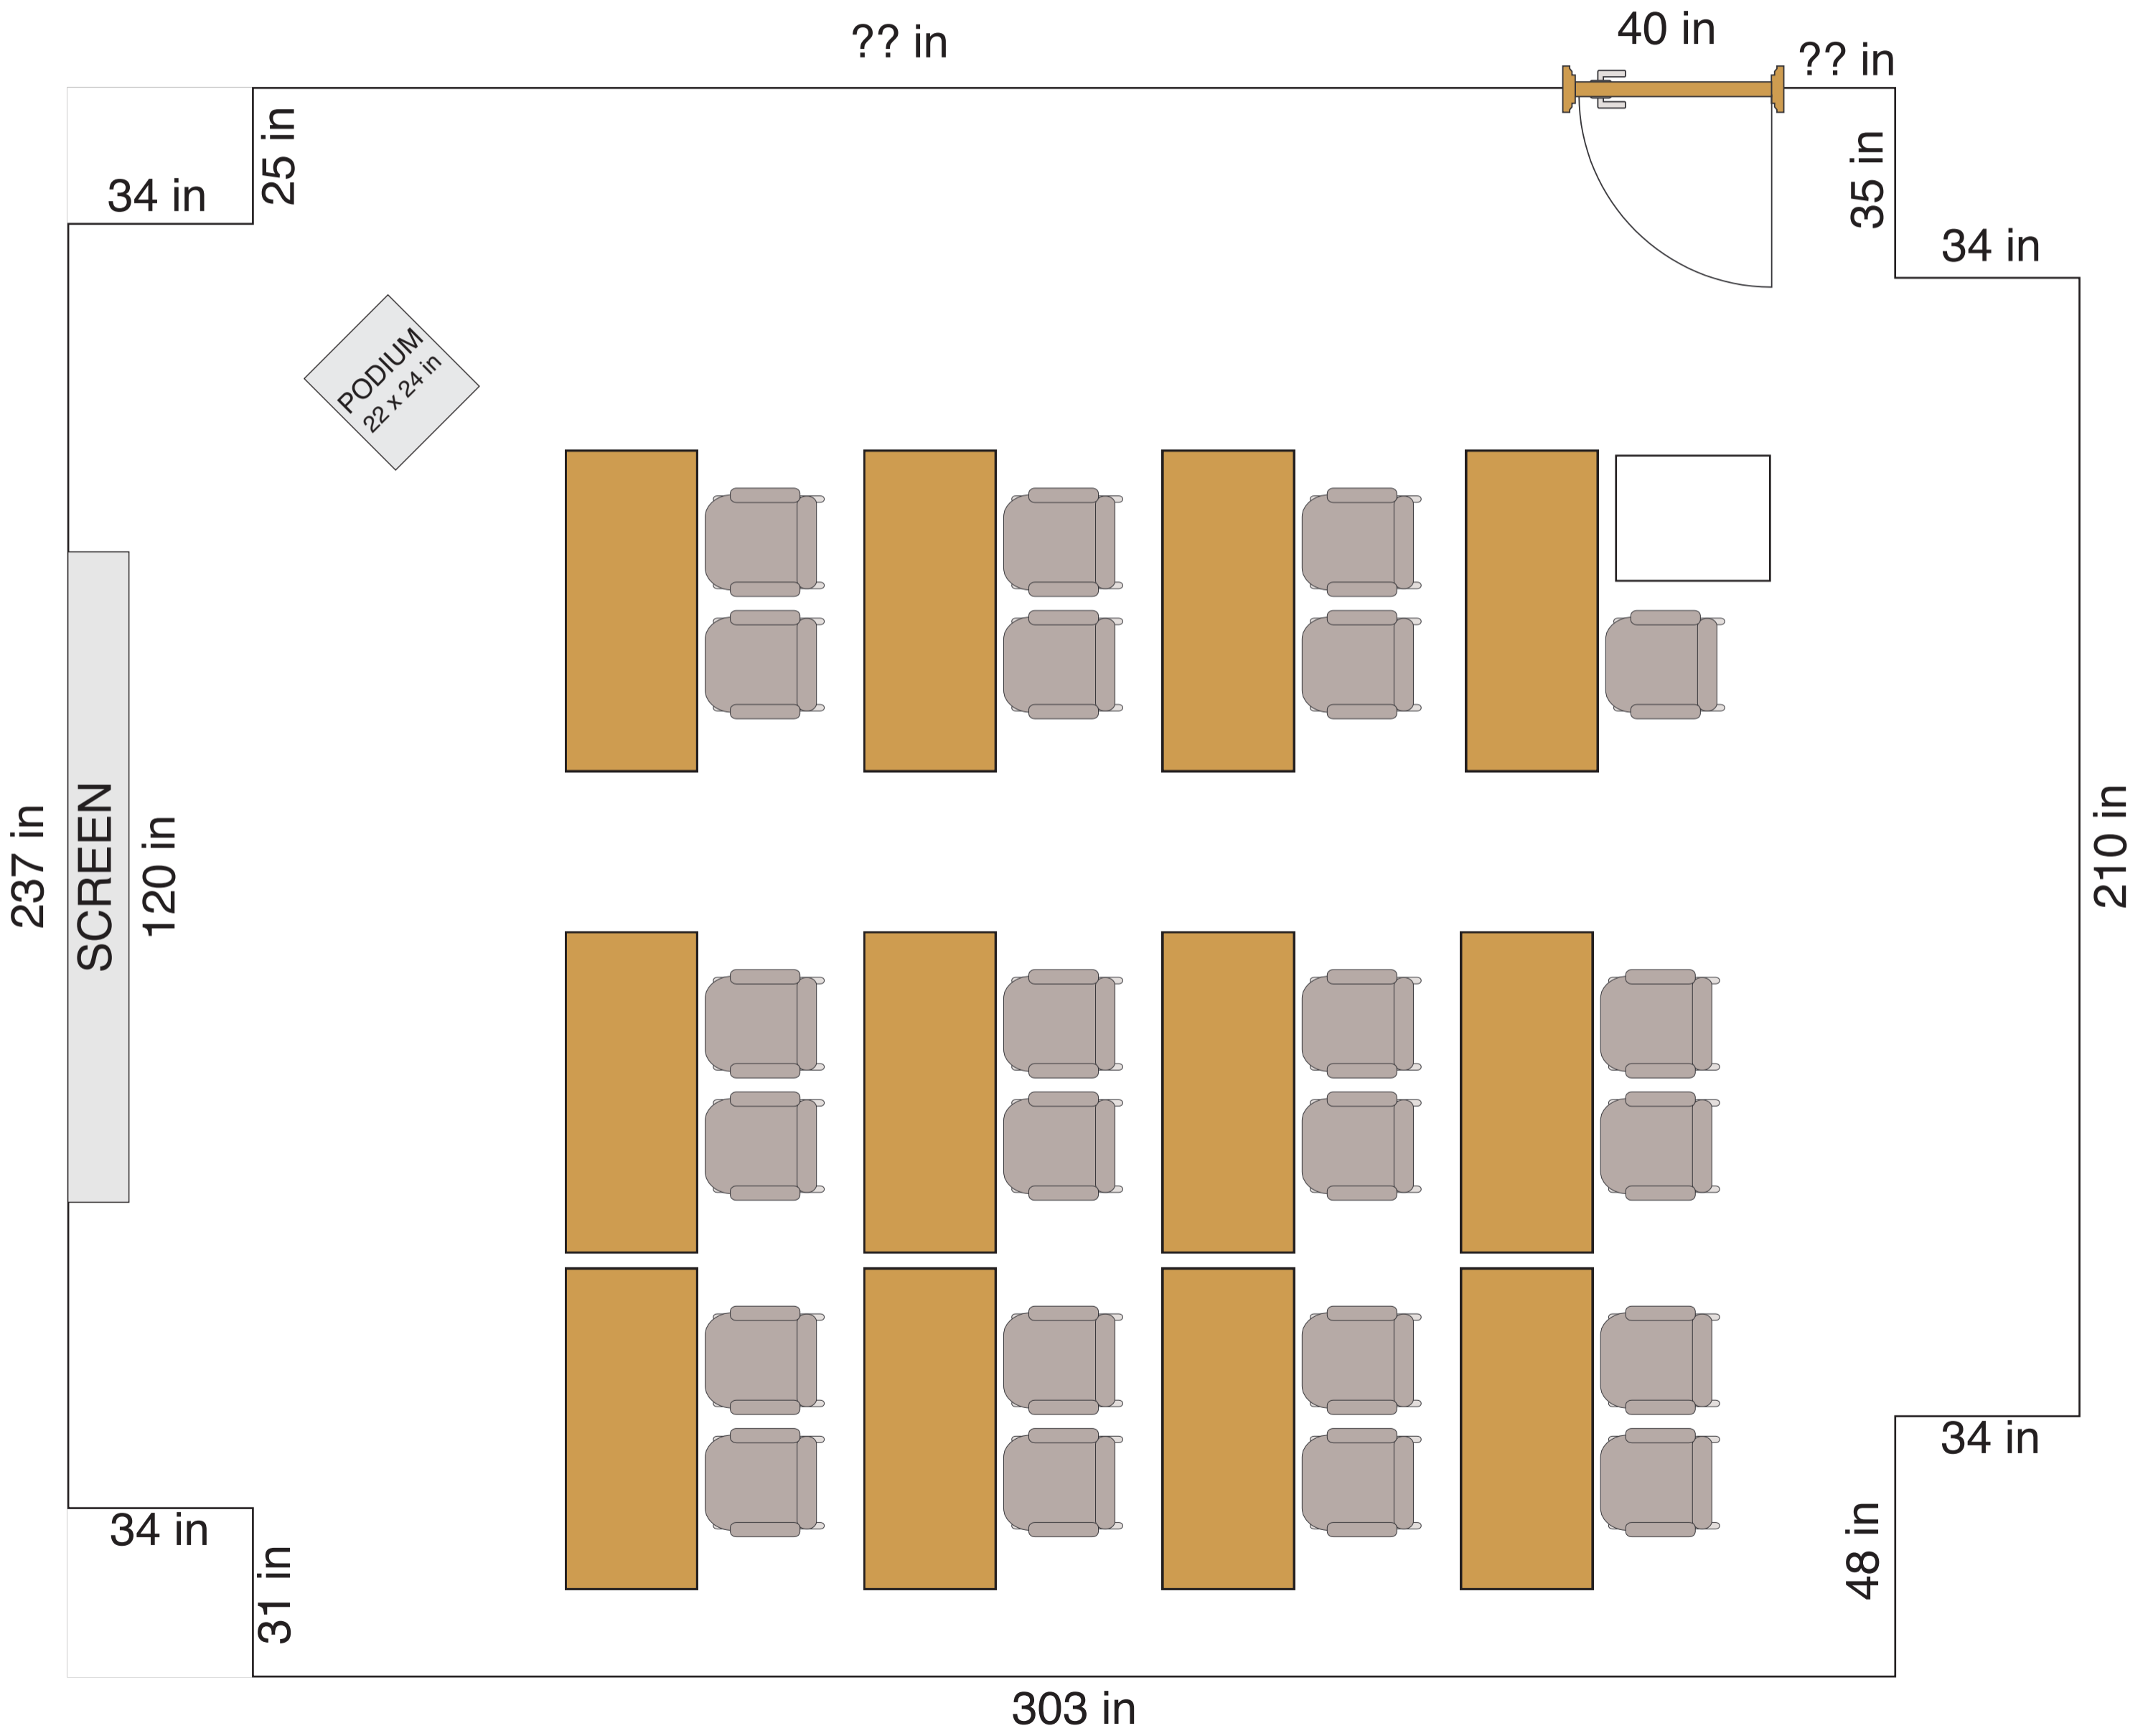 ?? in
40 in
?? in
25 in
34 in
35 in
34 in
PODIUM
22 x 24 in
237 in
SCREEN
120 in
210 in
34 in
34 in
31 in
48 in
303 in